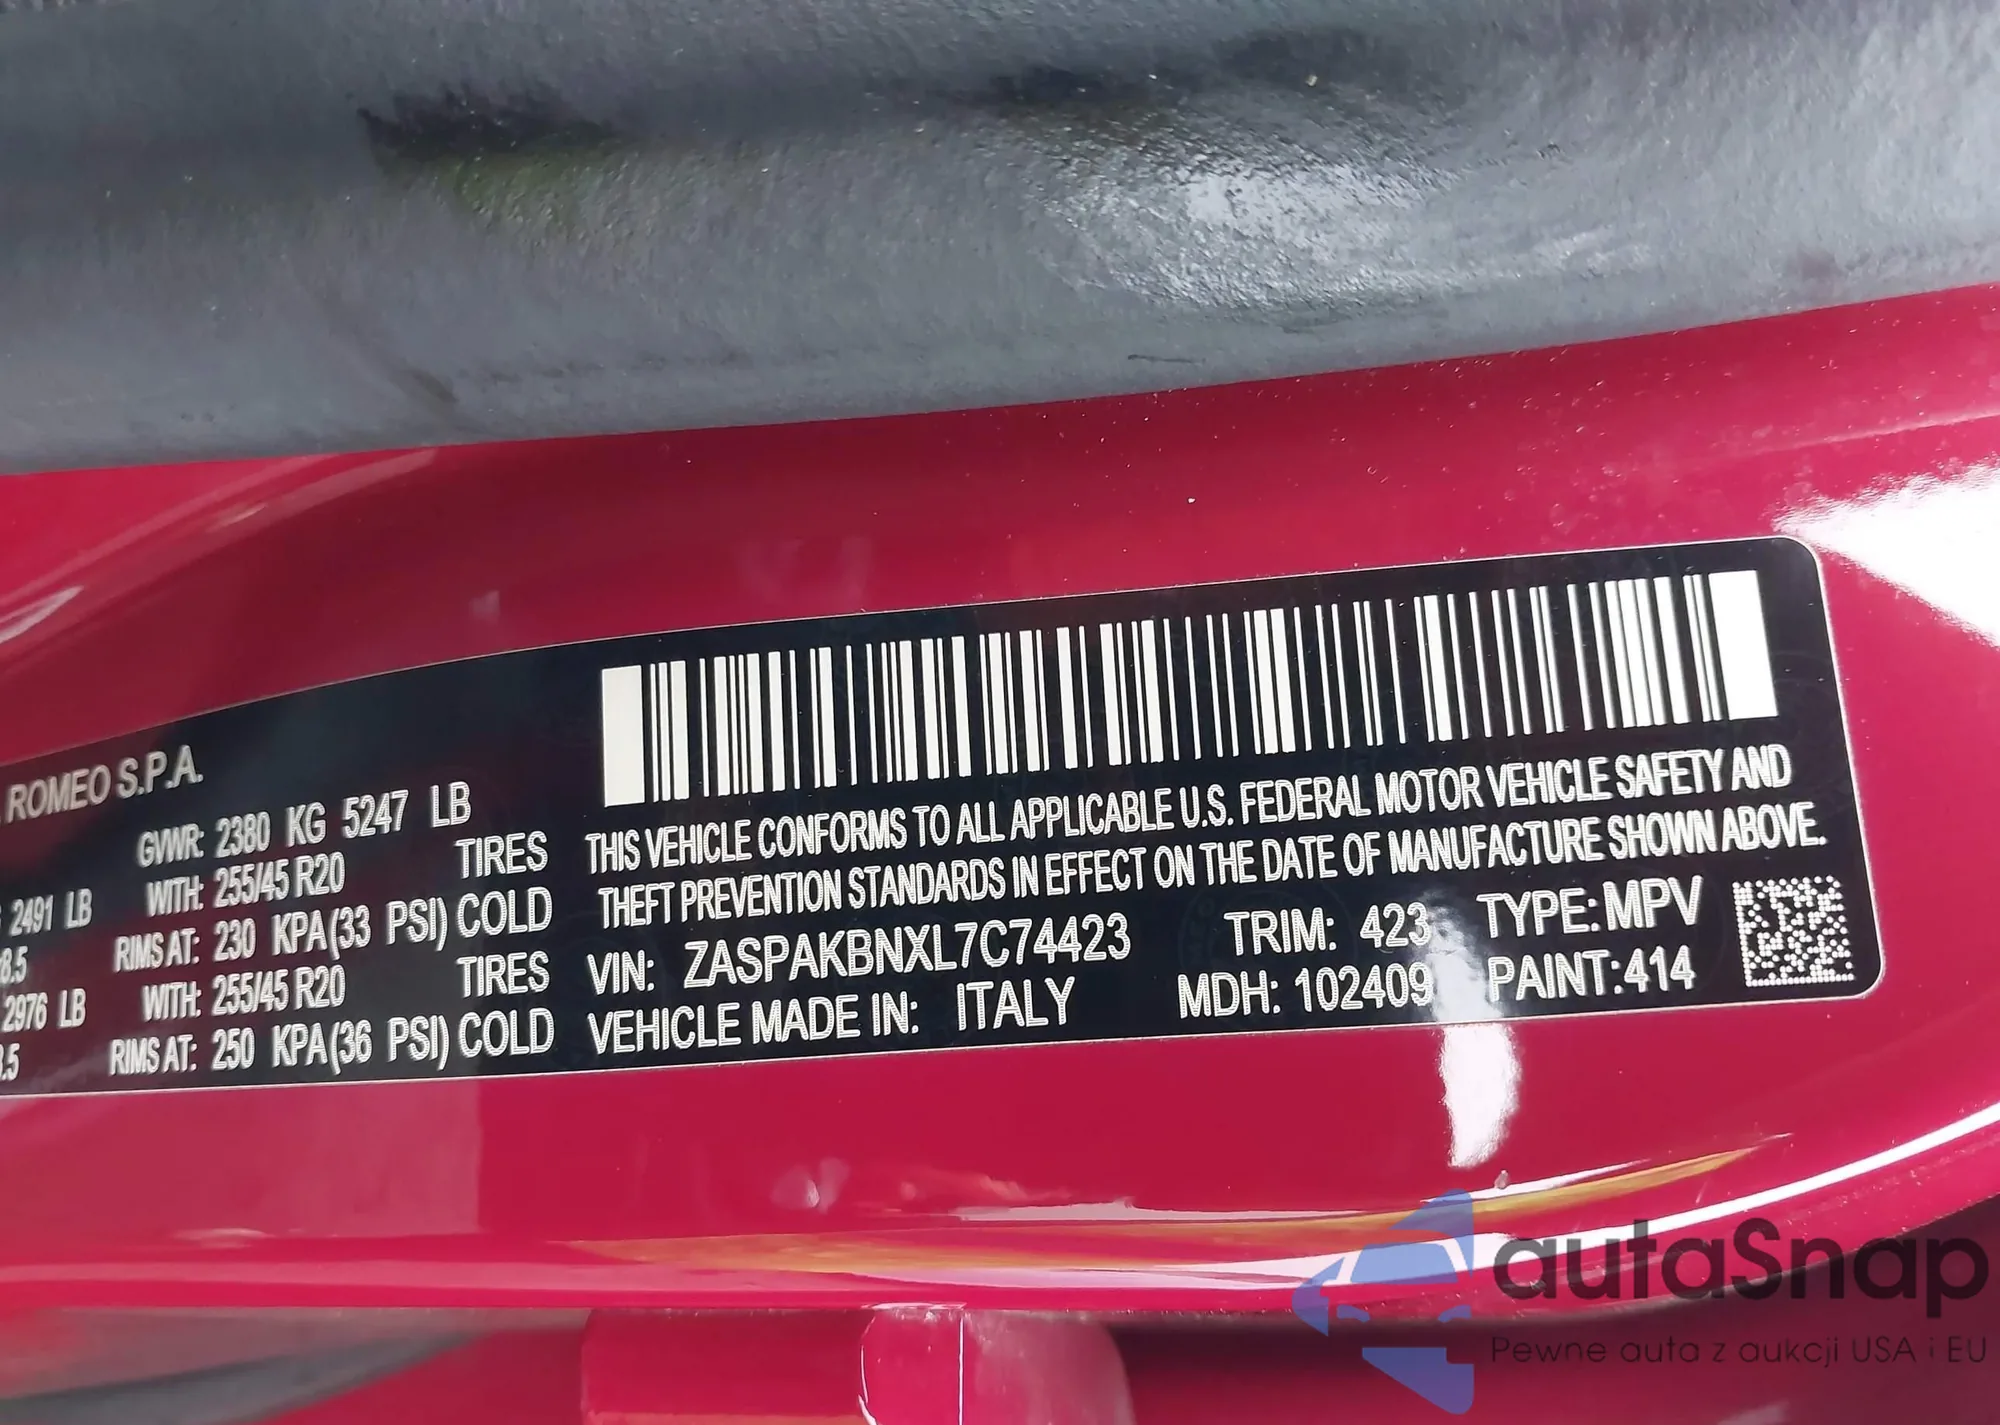 ROMEO S.P.A.
GVWR: 2380 KG 5247 LB
2491 LB WITH: 255/45 R20 TIRES
8.5 RIMS AT: 230 KPA(33 PSI) COLD
2976 LB WITH: 255/45 R20 TIRES
.5 RIMS AT: 250 KPA(36 PSI) COLD
THIS VEHICLE CONFORMS TO ALL APPLICABLE U.S. FEDERAL MOTOR VEHICLE SAFETY AND
THEFT PREVENTION STANDARDS IN EFFECT ON THE DATE OF MANUFACTURE SHOWN ABOVE.
VIN: ZASPAKBNXL7C74423 TRIM: 423 TYPE: MPV
VEHICLE MADE IN: ITALY MDH: 102409 PAINT: 414
autaSnap
Pewne auta z aukcji USA i EU